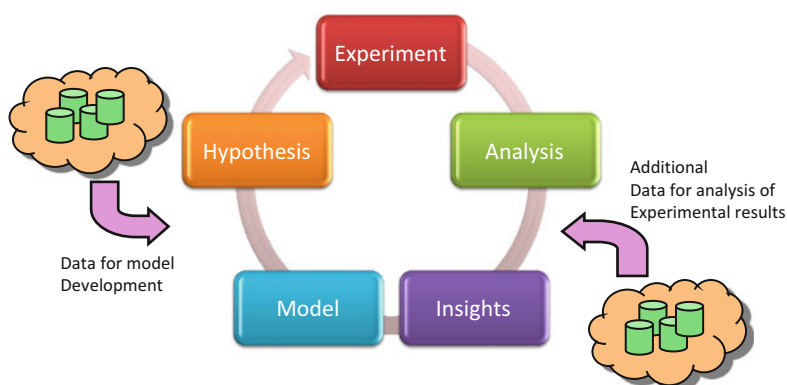 Experiment
Hypothesis
Analysis
Additional
Data for analysis of
Experimental results
Data for model
Development
Model
Insights